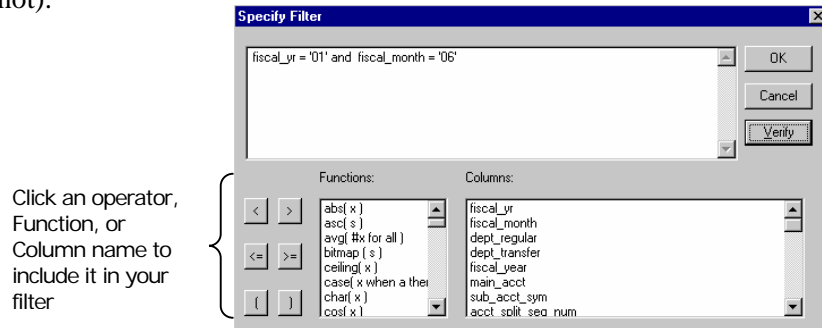 not).
Specify Filter
fiscal_yr = '01' and fiscal_month = '06'
OK
Cancel
Verify
Click an operator,
Function, or
Column name to
include it in your
filter
Functions:
Columns:
< >
<= >=
( )
abs( x )
asc( s )
avg( #x for all )
bitmap ( s )
ceiling( x )
case( x when a ther
char( x )
cos( x )
fiscal_yr
fiscal_month
dept_regular
dept_transfer
fiscal_year
main_acct
sub_acct_sym
acct_split_seq_num